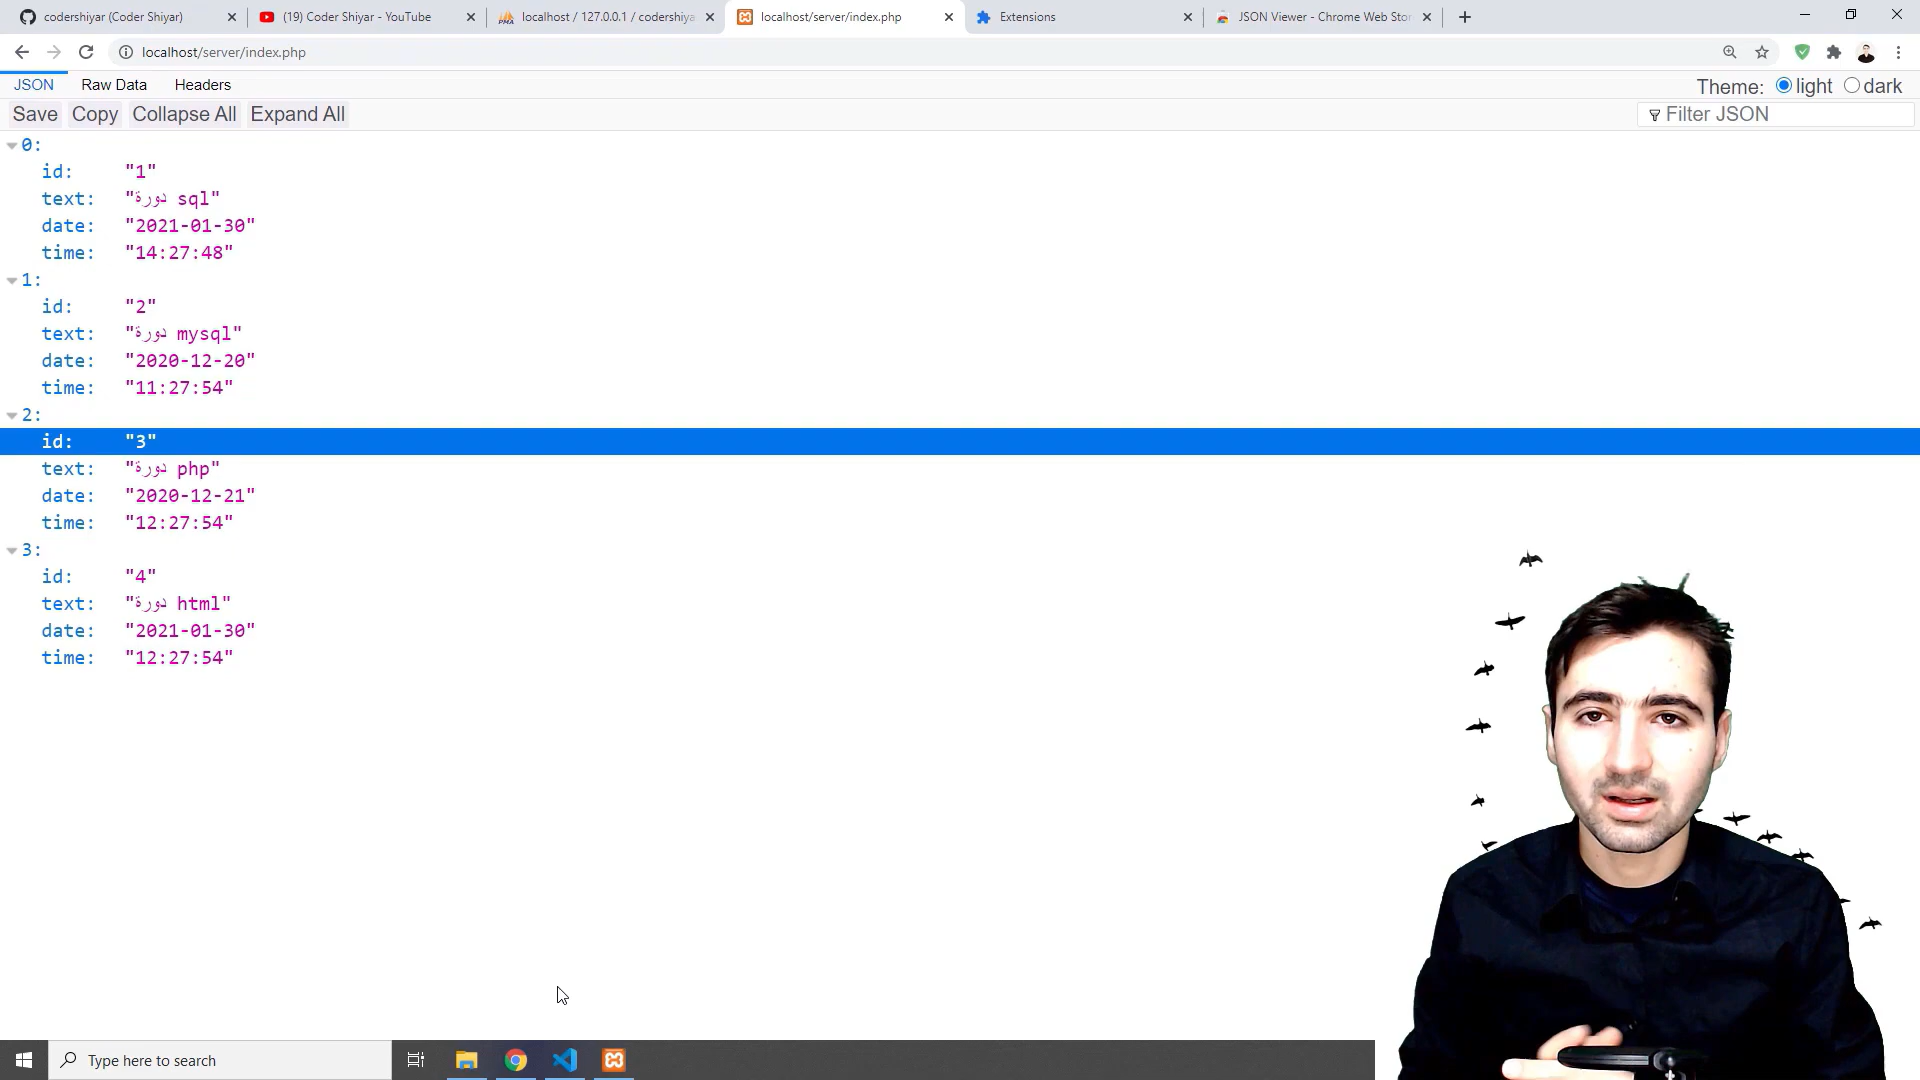 codershiyar (Coder Shiyar)
(19) Coder Shiyar - YouTube
localhost / 127.0.0.1 / codershiya
localhost/server/index.php
Extensions
JSON Viewer - Chrome Web Stor
localhost/server/index.php
JSON Raw Data Headers
Theme: light dark
Save Copy Collapse All Expand All
Filter JSON
0:
id: "1"
text: "دورة sql"
date: "2021-01-30"
time: "14:27:48"
1:
id: "2"
text: "دورة mysql"
date: "2020-12-20"
time: "11:27:54"
2:
id: "3"
text: "دورة php"
date: "2020-12-21"
time: "12:27:54"
3:
id: "4"
text: "دورة html"
date: "2021-01-30"
time: "12:27:54"
Type here to search